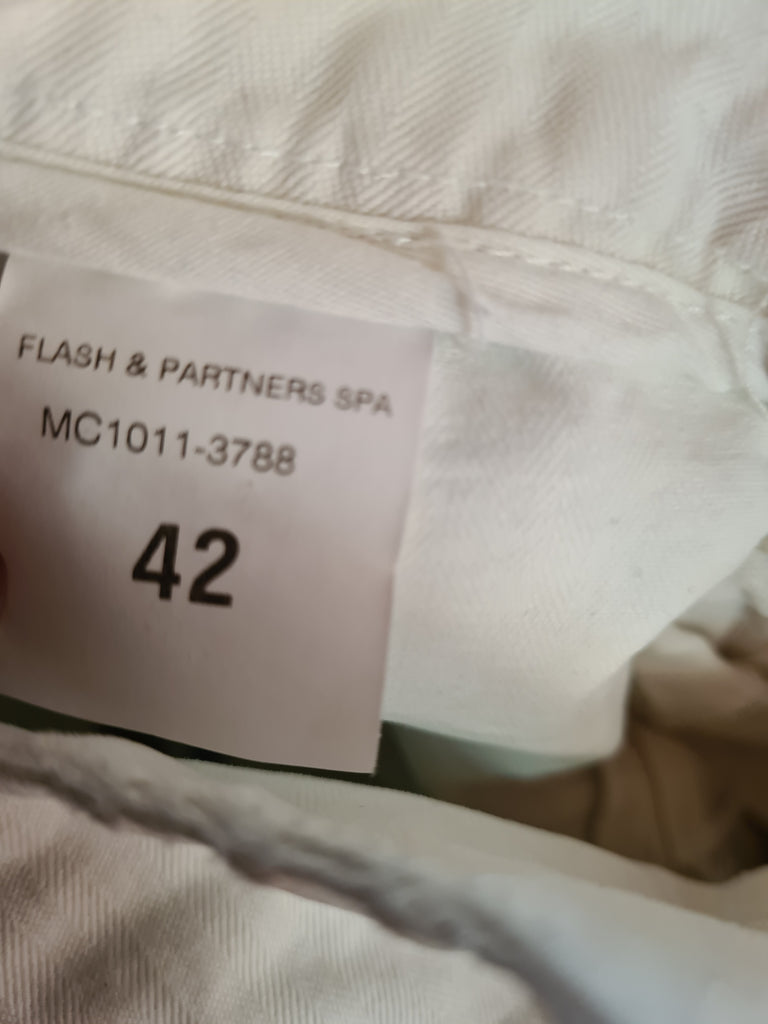 FLASH & PARTNERS SPA
MC1011-3788
42